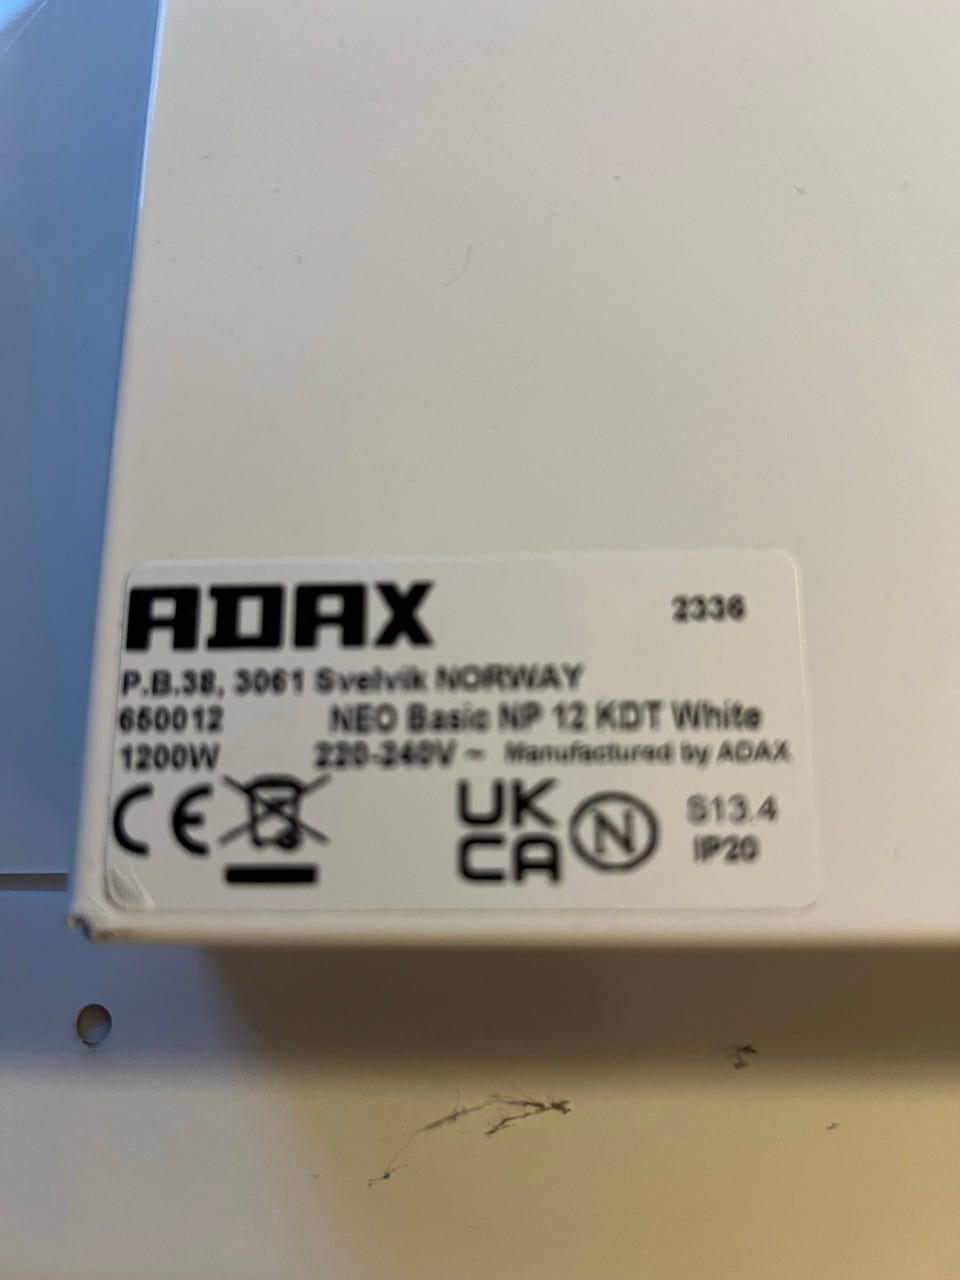 ADAX 2336
P.B.38, 3061 Svelvik NORWAY
650012 NEO Basic NP 12 KDT White
1200W 220-240V ~ Manufactured by ADAX
CE UK CA N S13.4
IP20